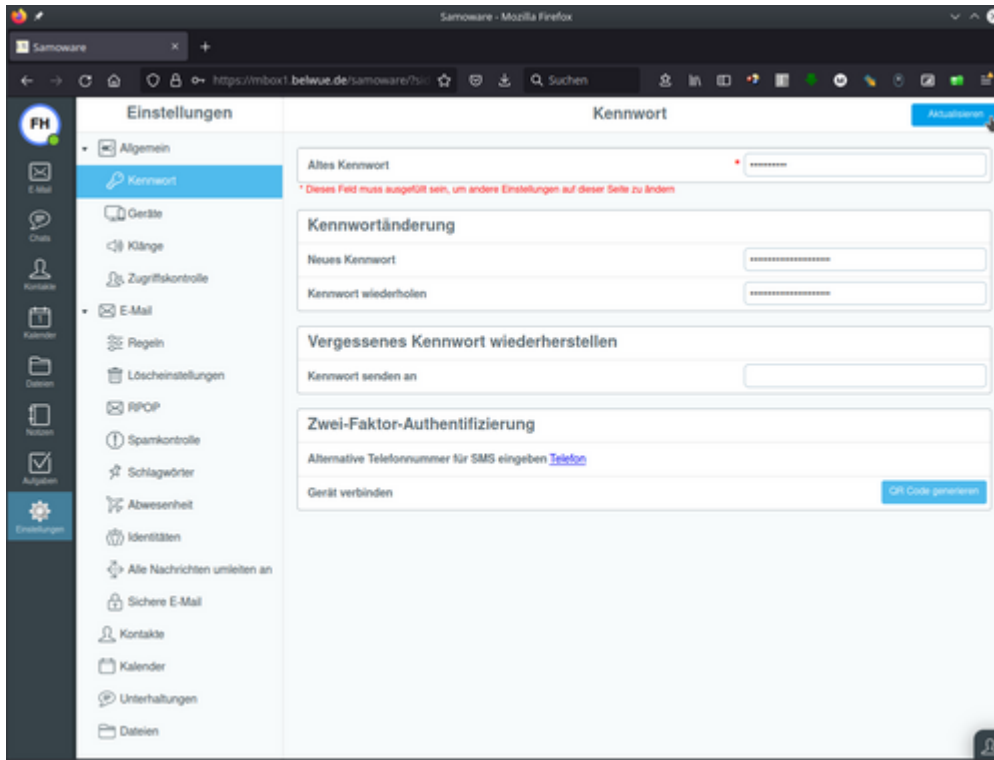 Samoware - Mozilla Firefox
Samoware
https://mbox1.belwue.de/samoware/?si
Suchen
FH
E-Mail
Chats
Kontakte
Kalender
Dateien
Notizen
Aufgaben
Einstellungen
Einstellungen
Allgemein
Kennwort
Geräte
Klänge
Zugriffskontrolle
E-Mail
Regeln
Löscheinstellungen
RPOP
Spamkontrolle
Schlagwörter
Abwesenheit
Identitäten
Alle Nachrichten umleiten an
Sichere E-Mail
Kontakte
Kalender
Unterhaltungen
Dateien
Kennwort
Aktualisieren
Altes Kennwort *
* Dieses Feld muss ausgefüllt sein, um andere Einstellungen auf dieser Seite zu ändern
Kennwortänderung
Neues Kennwort
Kennwort wiederholen
Vergessenes Kennwort wiederherstellen
Kennwort senden an
Zwei-Faktor-Authentifizierung
Alternative Telefonnummer für SMS eingeben Telefon
Gerät verbinden
QR Code generieren